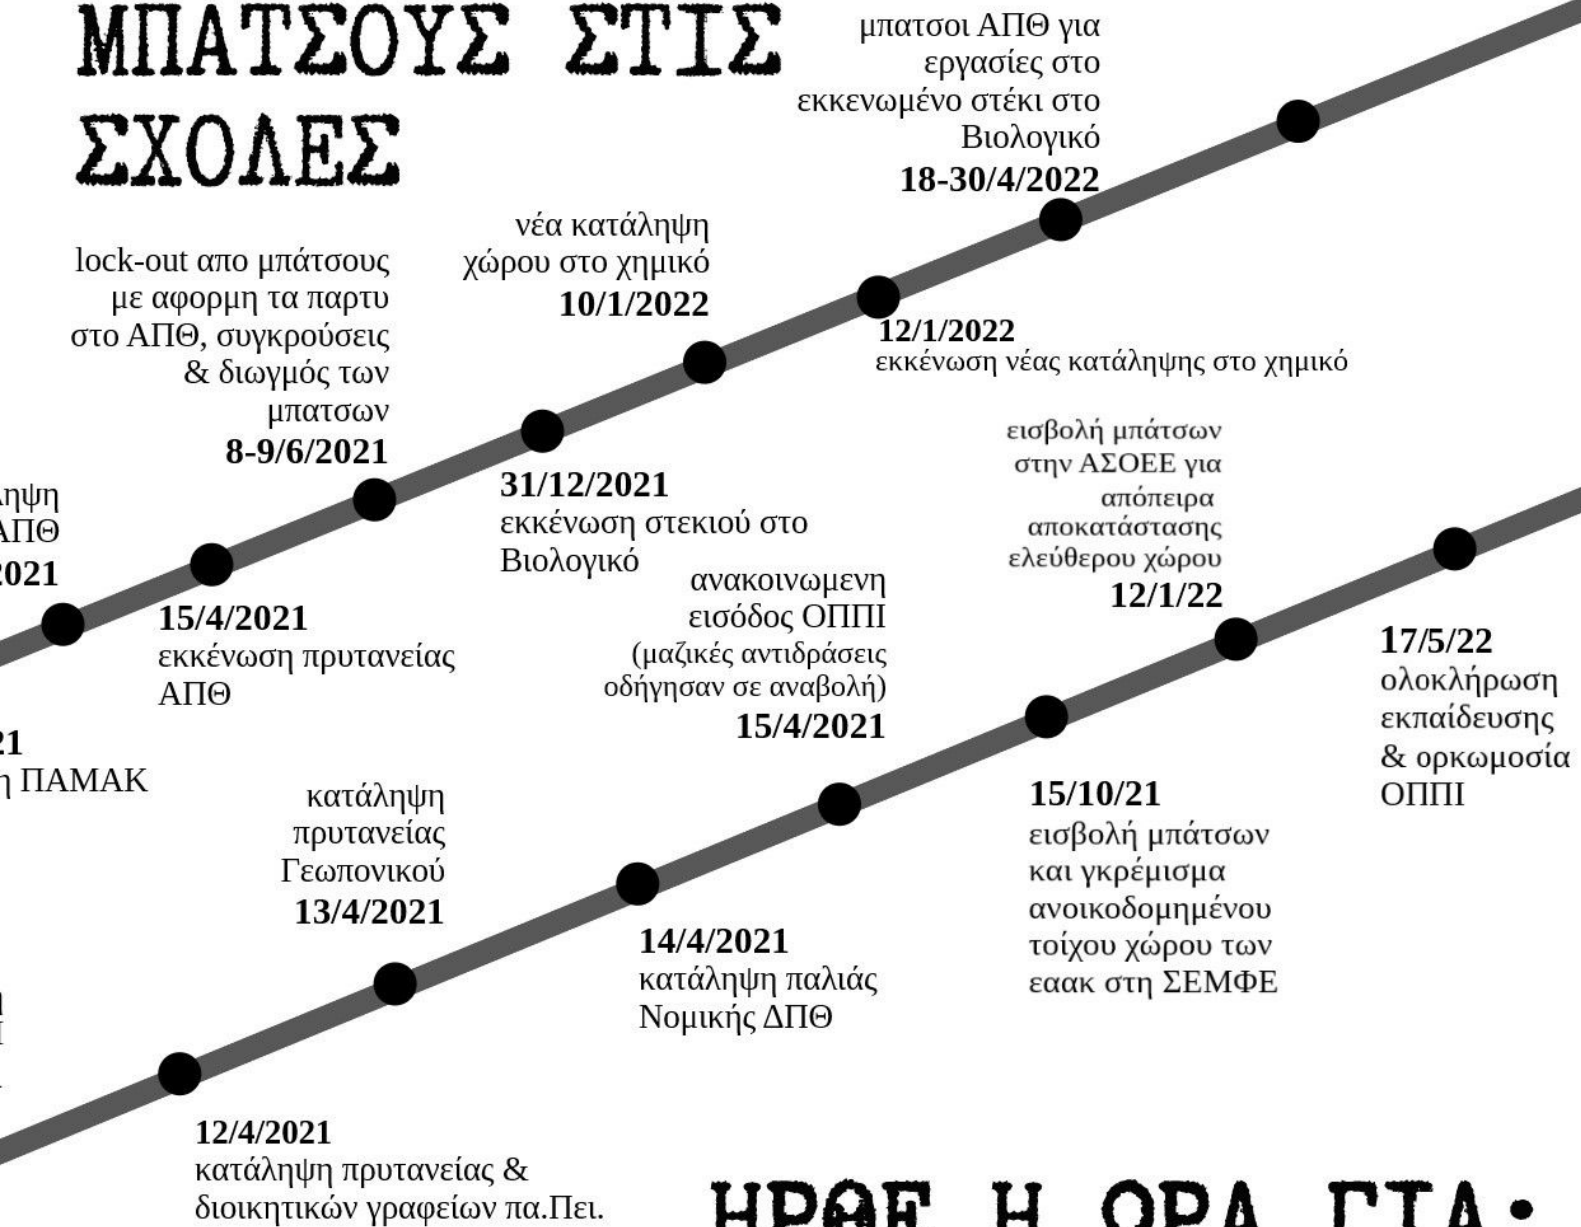 ΜΠΑΤΣΟΥΣ ΣΤΙΣ
ΣΧΟΛΕΣ
μπατσοι ΑΠΘ για
εργασίες στο
εκκενωμένο στέκι στο
Βιολογικό
18-30/4/2022
νέα κατάληψη
χώρου στο χημικό
10/1/2022
lock-out απο μπάτσους
με αφορμη τα παρτυ
στο ΑΠΘ, συγκρούσεις
& διωγμός των
μπατσων
8-9/6/2021
12/1/2022
εκκένωση νέας κατάληψης στο χημικό
31/12/2021
εκκένωση στεκιού στο
Βιολογικό
ΑΠΘ
15/4/2021
εκκένωση πρυτανείας
ΑΠΘ
ΠΑΜΑΚ
εισβολή μπάτσων
στην ΑΣΟΕΕ για
απόπειρα
αποκατάστασης
ελεύθερου χώρου
12/1/22
ανακοινωμενη
εισόδος ΟΠΠΙ
(μαζικές αντιδράσεις
οδήγησαν σε αναβολή)
15/4/2021
17/5/22
ολοκλήρωση
εκπαίδευσης
& ορκωμοσία
ΟΠΠΙ
κατάληψη
πρυτανείας
Γεωπονικού
13/4/2021
15/10/21
εισβολή μπάτσων
και γκρέμισμα
ανοικοδομημένου
τοίχου χώρου των
εαακ στη ΣΕΜΦΕ
14/4/2021
κατάληψη παλιάς
Νομικής ΔΠΘ
12/4/2021
κατάληψη πρυτανείας &
διοικητικών γραφείων πα.Πει.
ΗΡΘΕ Η ΩΡΑ ΓΙΑ: